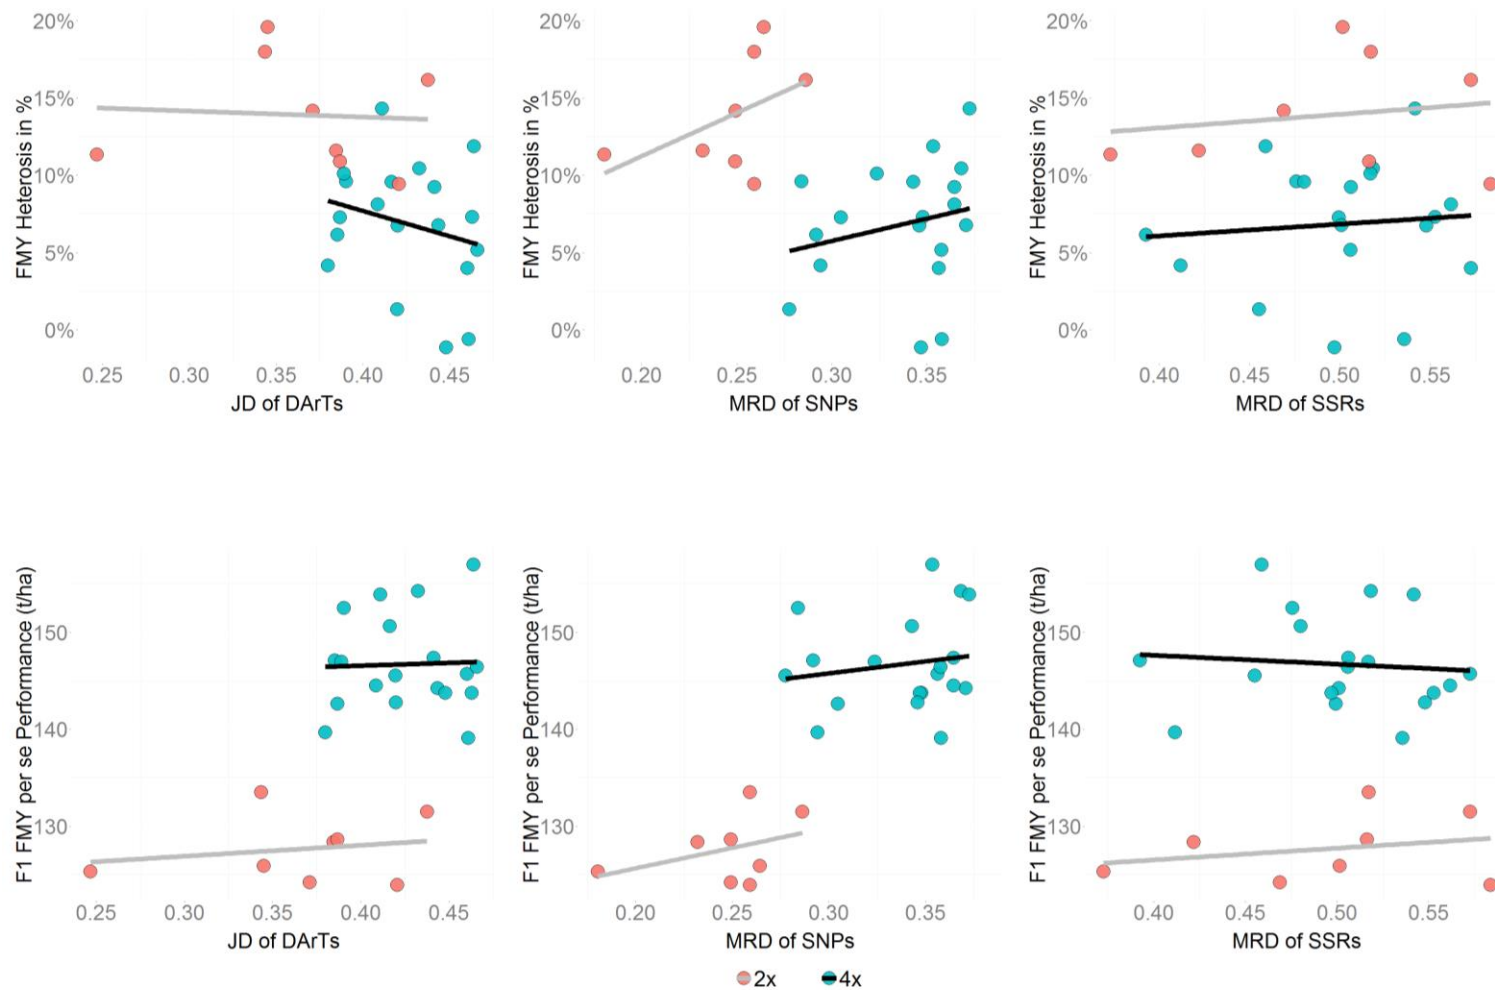 20%
15%
10%
5%
0%
FMY Heterosis in %
0.25 0.30 0.35 0.40 0.45
JD of DArTs
20%
15%
10%
5%
0%
FMY Heterosis in %
0.20 0.25 0.30 0.35
MRD of SNPs
20%
15%
10%
5%
0%
FMY Heterosis in %
0.40 0.45 0.50 0.55
MRD of SSRs
150
140
130
F1 FMY per se Performance (t/ha)
0.25 0.30 0.35 0.40 0.45
JD of DArTs
150
140
130
F1 FMY per se Performance (t/ha)
0.20 0.25 0.30 0.35
MRD of SNPs
150
140
130
F1 FMY per se Performance (t/ha)
0.40 0.45 0.50 0.55
MRD of SSRs
2x 4x